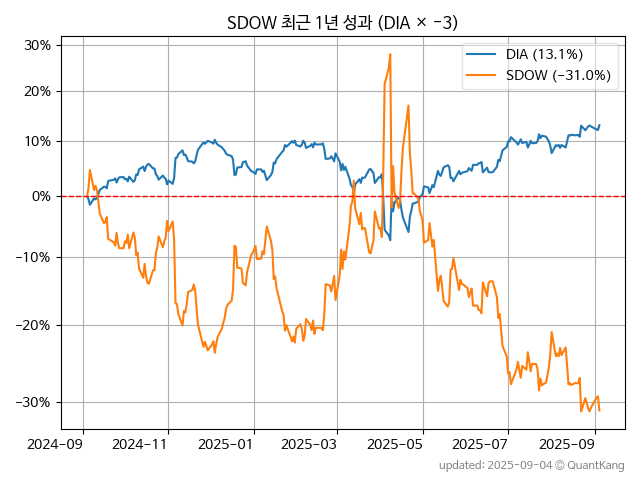 SDOW 최근 1년 성과 (DIA × −3)
DIA (13.1%)
SDOW (−31.0%)
30%
20%
10%
0%
−10%
−20%
−30%
2024-09 2024-11 2025-01 2025-03 2025-05 2025-07 2025-09
updated: 2025-09-04 © QuantKang